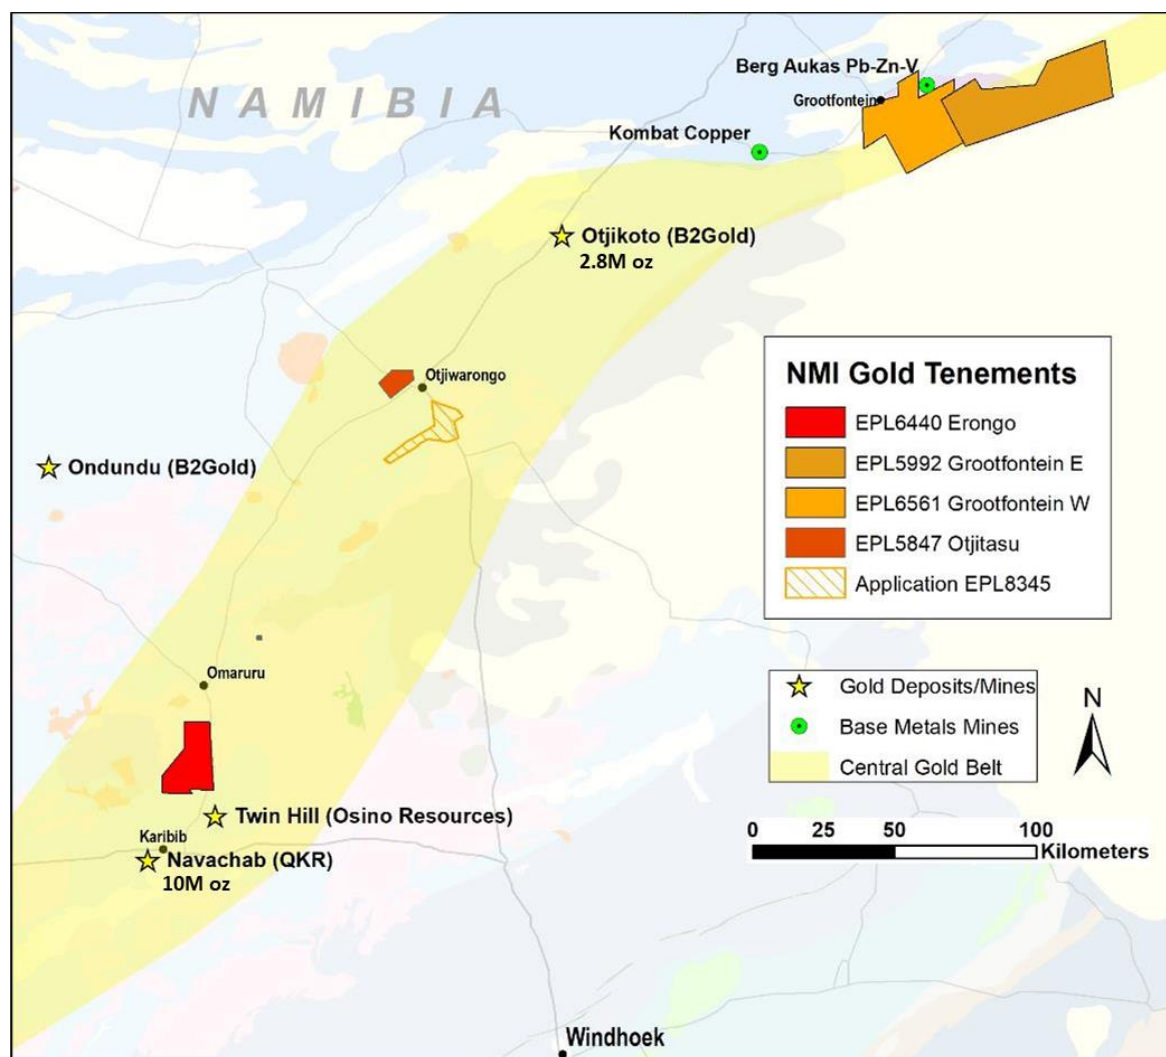 NAMIBIA
Berg Aukas Pb-Zn-V
Grootfontein
Kombat Copper
Otjikoto (B2Gold)
2.8M oz
Otjiwarongo
Ondundu (B2Gold)
NMI Gold Tenements
EPL6440 Erongo
EPL5992 Grootfontein E
EPL6561 Grootfontein W
EPL5847 Otjitasu
Application EPL8345
Omaruru
Gold Deposits/Mines
Base Metals Mines
Central Gold Belt
N
Twin Hill (Osino Resources)
Karibib
Navachab (QKR)
10M oz
0 25 50 100
Kilometers
Windhoek